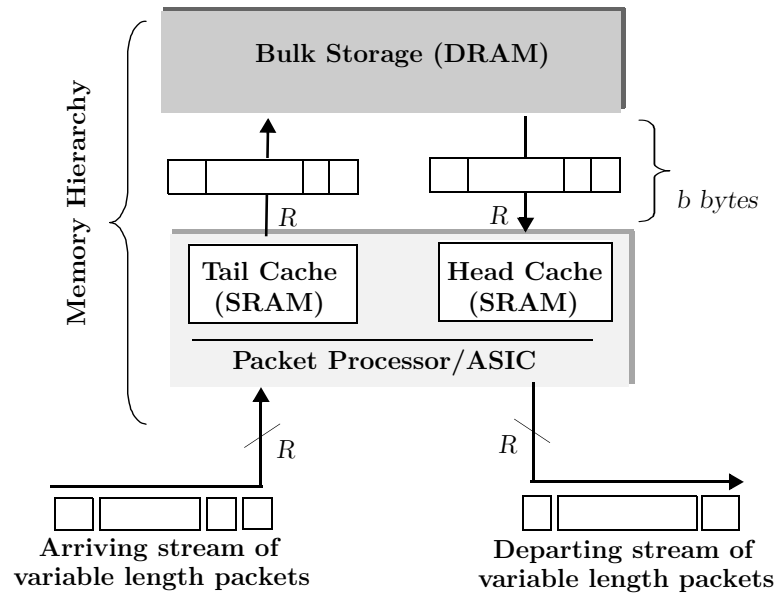 Bulk Storage (DRAM)
Memory Hierarchy
b bytes
R
R
Tail Cache
(SRAM)
Head Cache
(SRAM)
Packet Processor/ASIC
R
R
Arriving stream of
variable length packets
Departing stream of
variable length packets